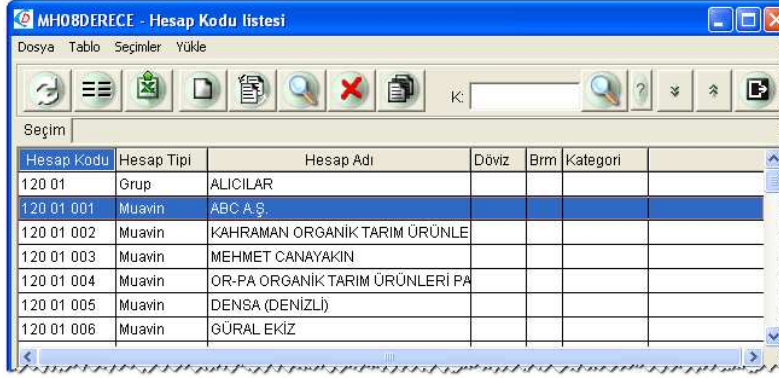 MH08DERECE - Hesap Kodu listesi
Dosya Tablo Seçimler Yükle
K: ?
Seçim
Hesap Kodu Hesap Tipi Hesap Adı Döviz Brm Kategori
120 01 Grup ALICILAR
120 01 001 Muavin ABC A.Ş.
120 01 002 Muavin KAHRAMAN ORGANİK TARIM ÜRÜNLE
120 01 003 Muavin MEHMET CANAYAKIN
120 01 004 Muavin OR-PA ORGANİK TARIM ÜRÜNLERİ PA
120 01 005 Muavin DENSA (DENİZLİ)
120 01 006 Muavin GÜRAL EKİZ